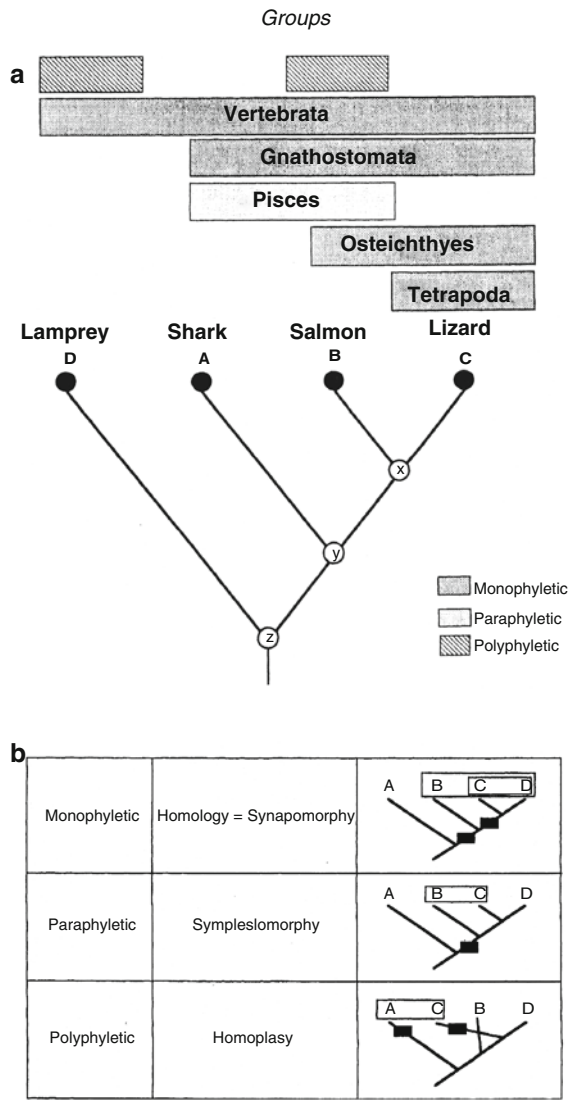 Groups
a
Vertebrata
Gnathostomata
Pisces
Osteichthyes
Tetrapoda
Lamprey Shark Salmon Lizard
D A B C
x
y
z
Monophyletic
Paraphyletic
Polyphyletic
b
Monophyletic Homology = Synapomorphy A B C D
Paraphyletic Sympleslomorphy A B C D
Polyphyletic Homoplasy A C B D